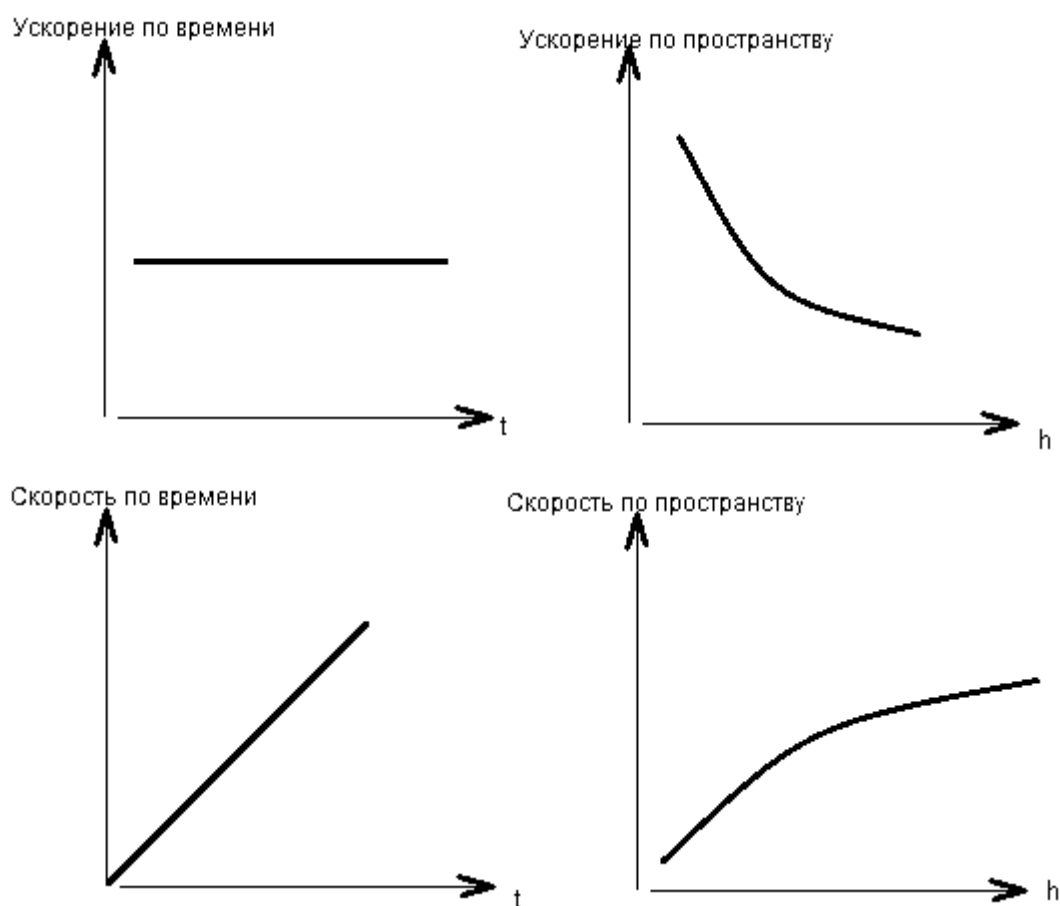 Ускорение по времени
Ускорение по пространству
t
h
Скорость по времени
Скорость по пространству
t
h